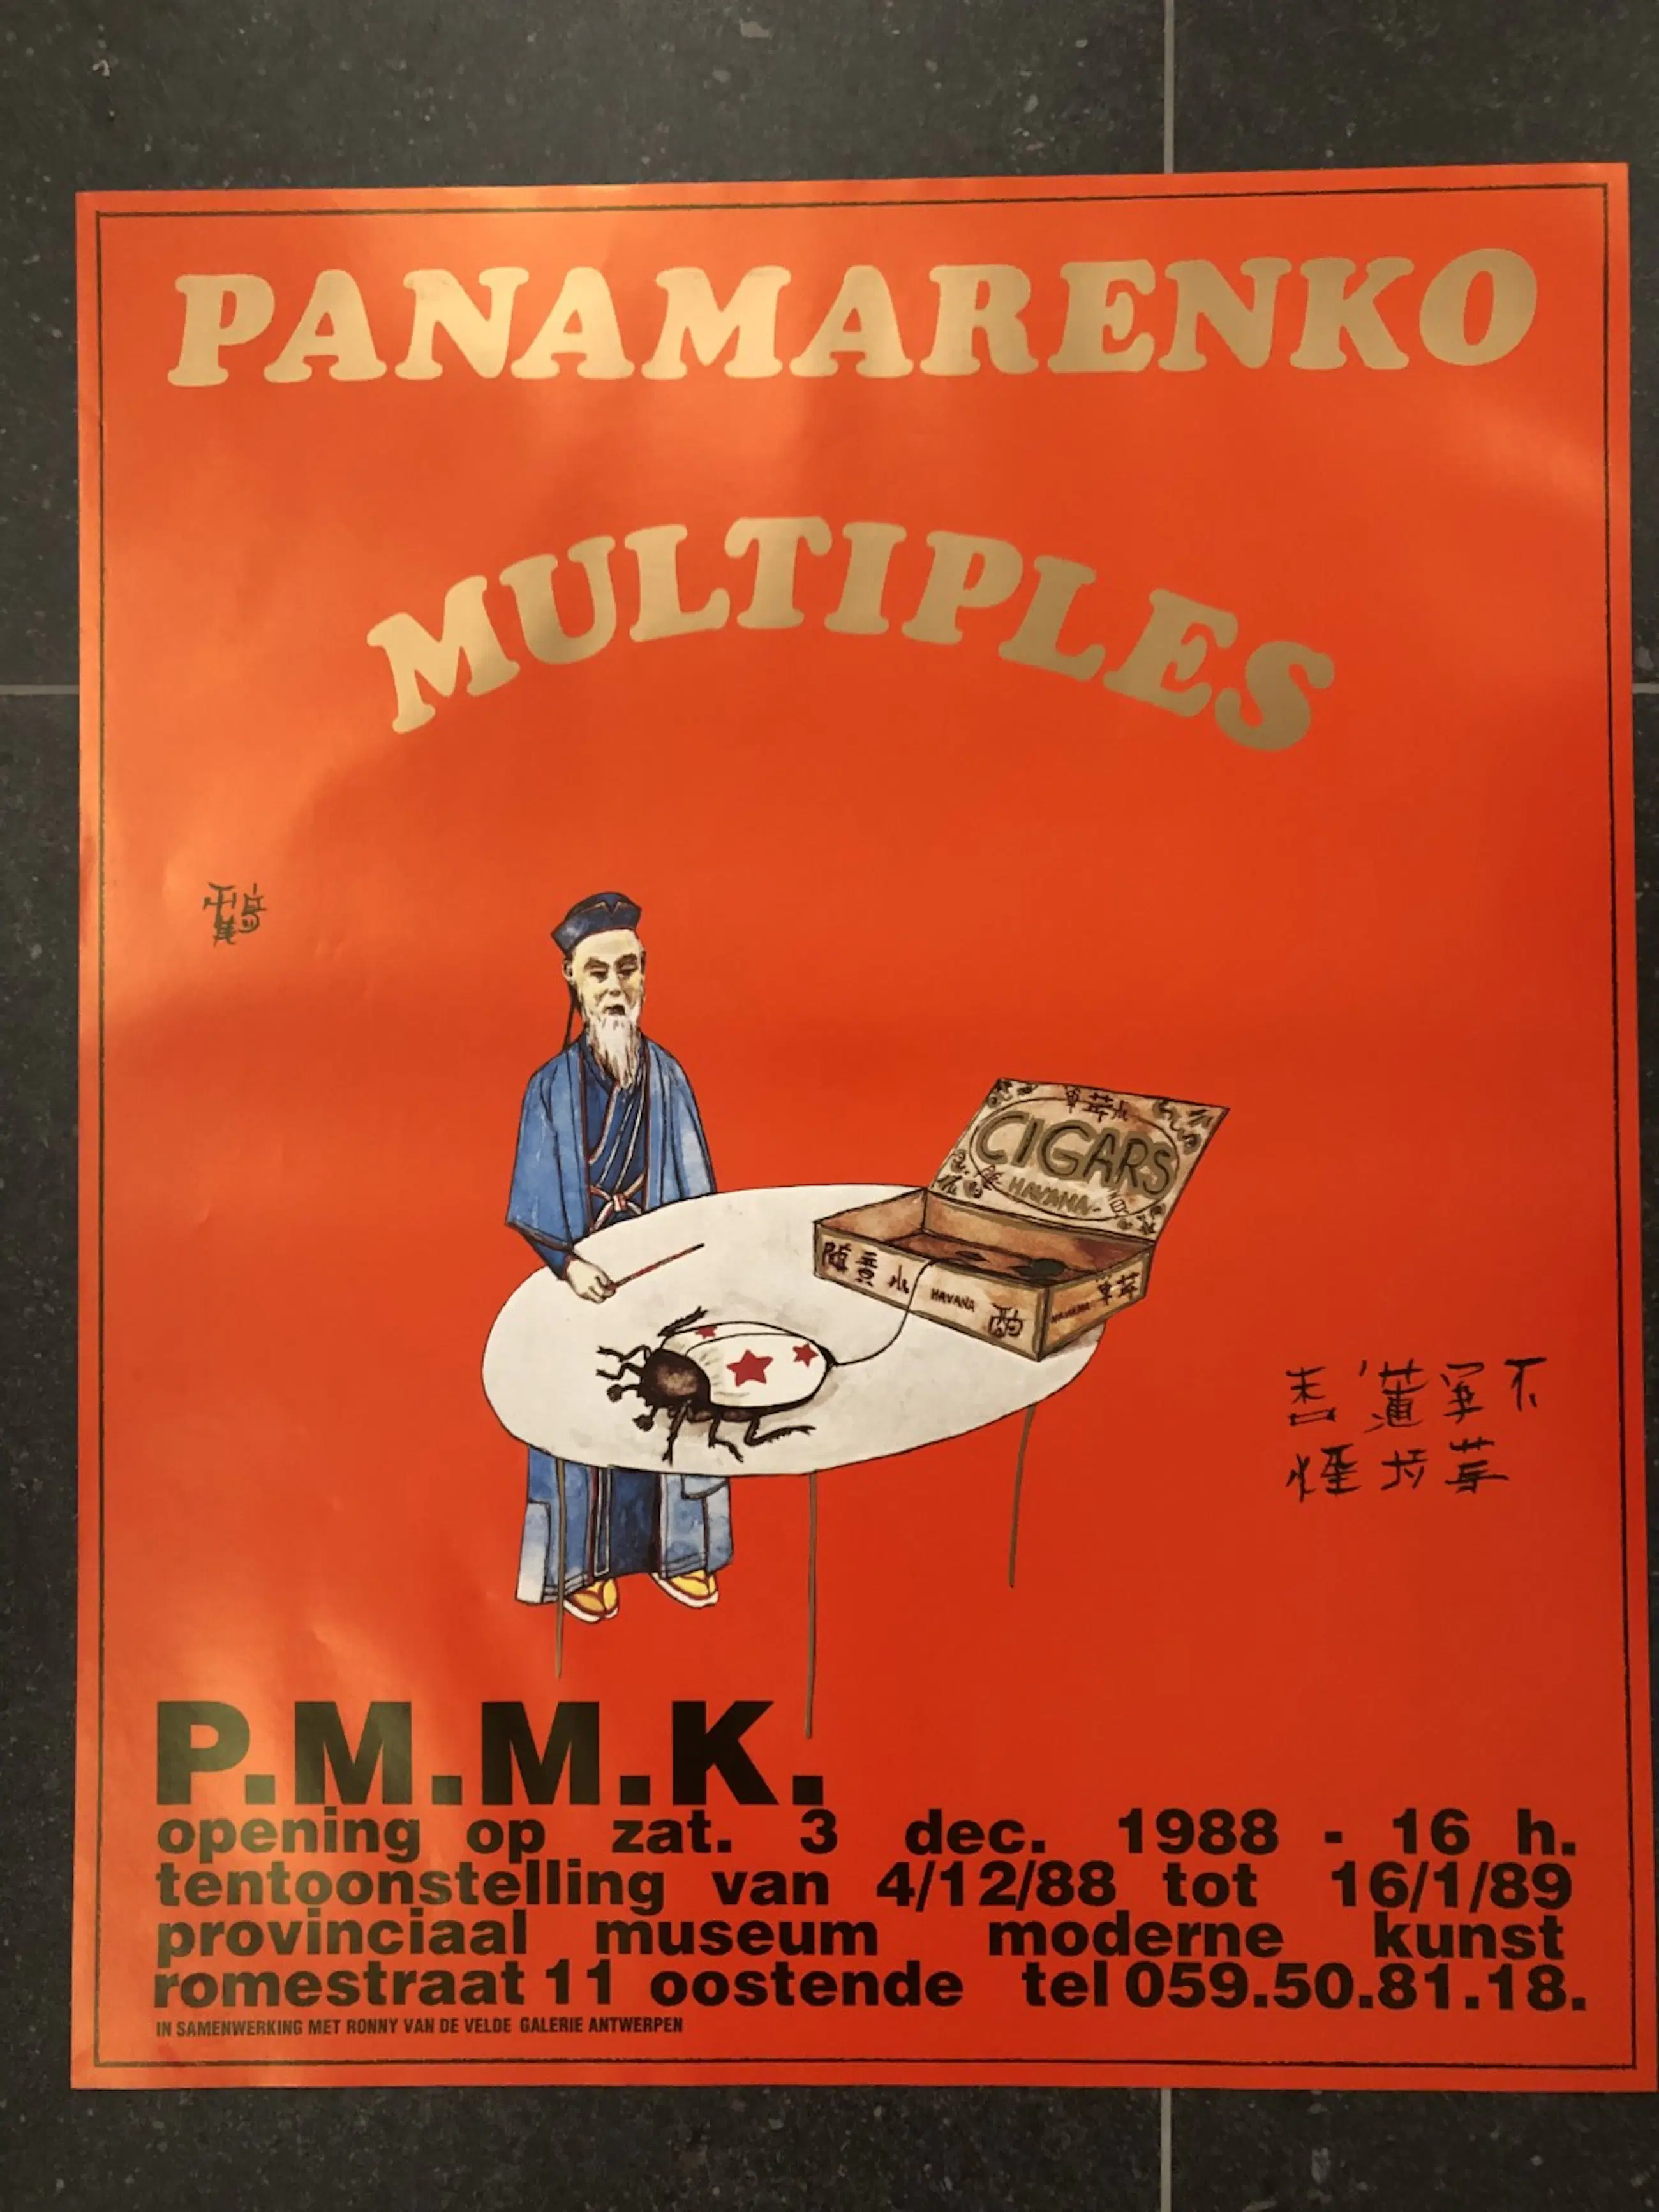 PANAMARENKO
MULTIPLES
CIGARS
HAVANA
隨意
HAVANA
P.M.M.K.
opening op zat. 3 dec. 1988 - 16 h.
tentoonstelling van 4/12/88 tot 16/1/89
provinciaal museum moderne kunst
romestraat 11 oostende tel 059.50.81.18.
IN SAMENWERKING MET RONNY VAN DE VELDE GALERIE ANTWERPEN